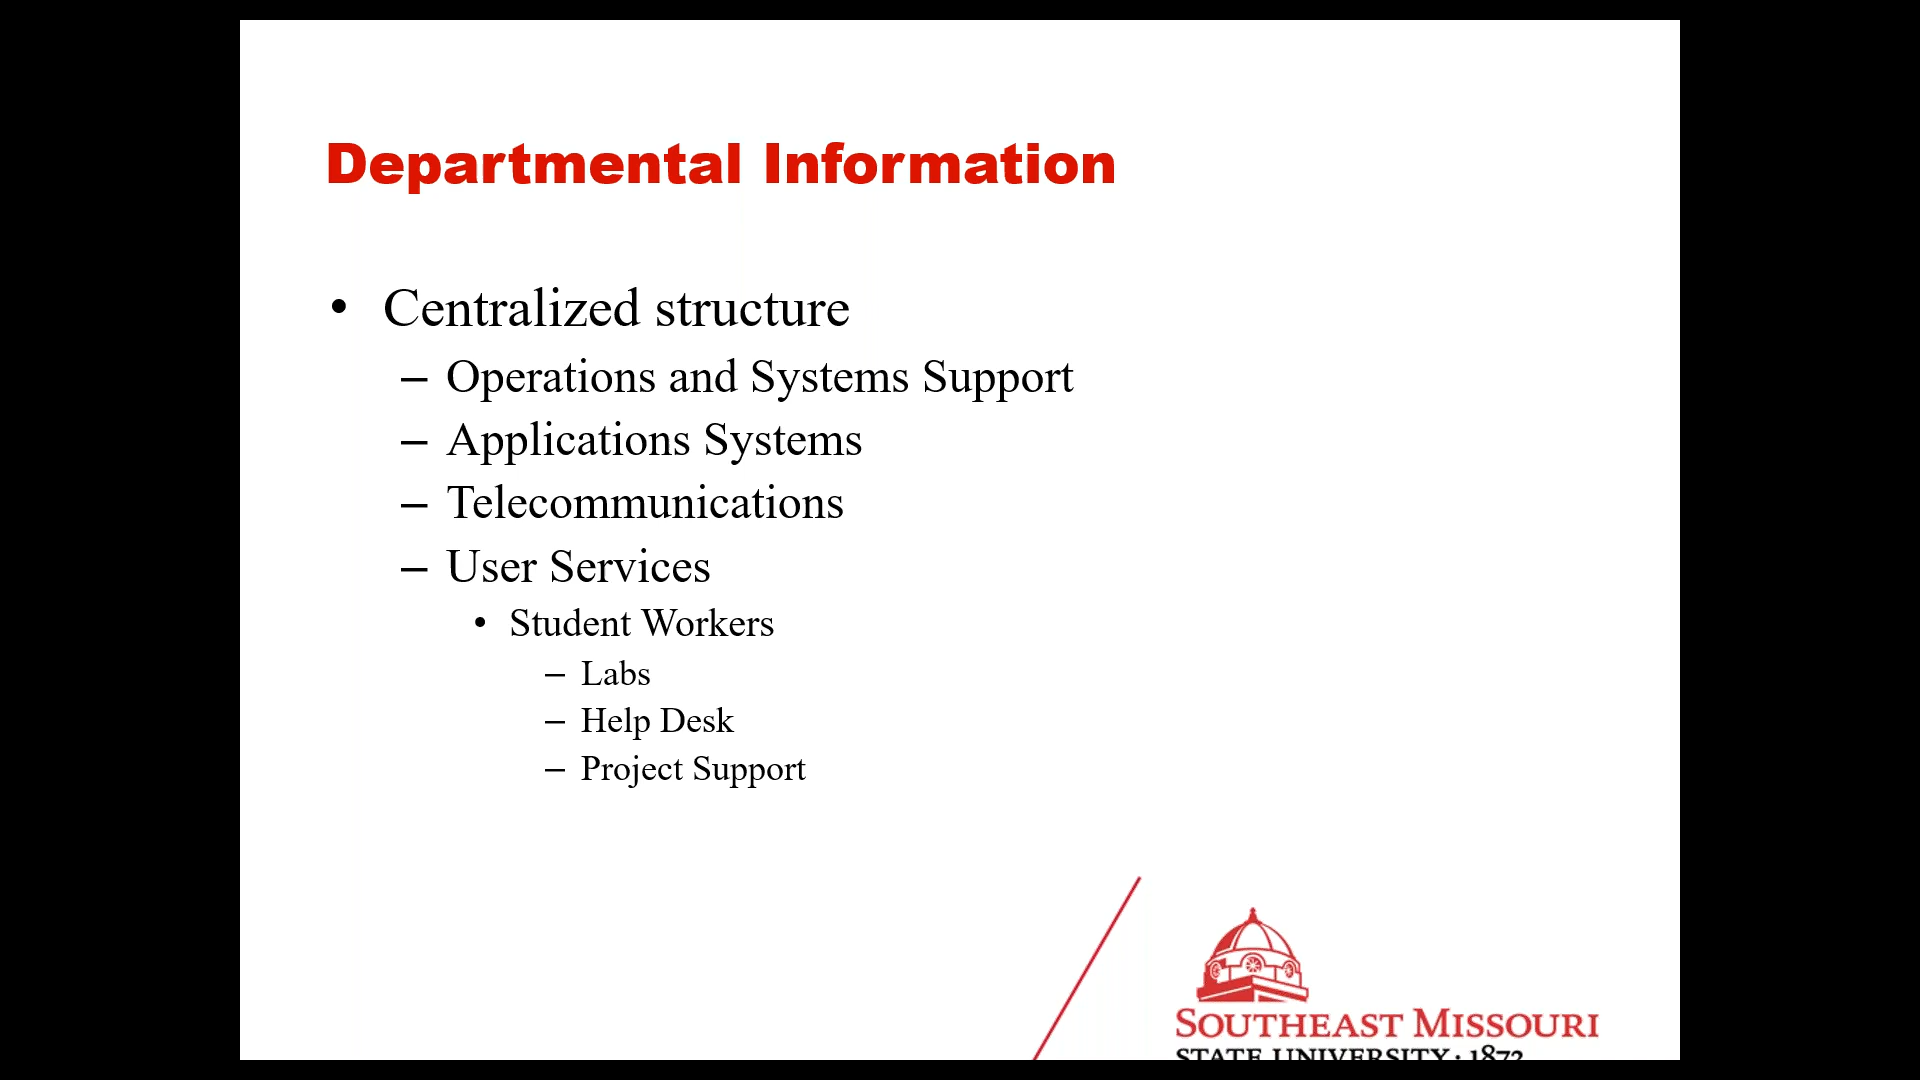 Departmental Information
• Centralized structure
– Operations and Systems Support
– Applications Systems
– Telecommunications
– User Services
• Student Workers
– Labs
– Help Desk
– Project Support
SOUTHEAST MISSOURI
STATE UNIVERSITY · 1872